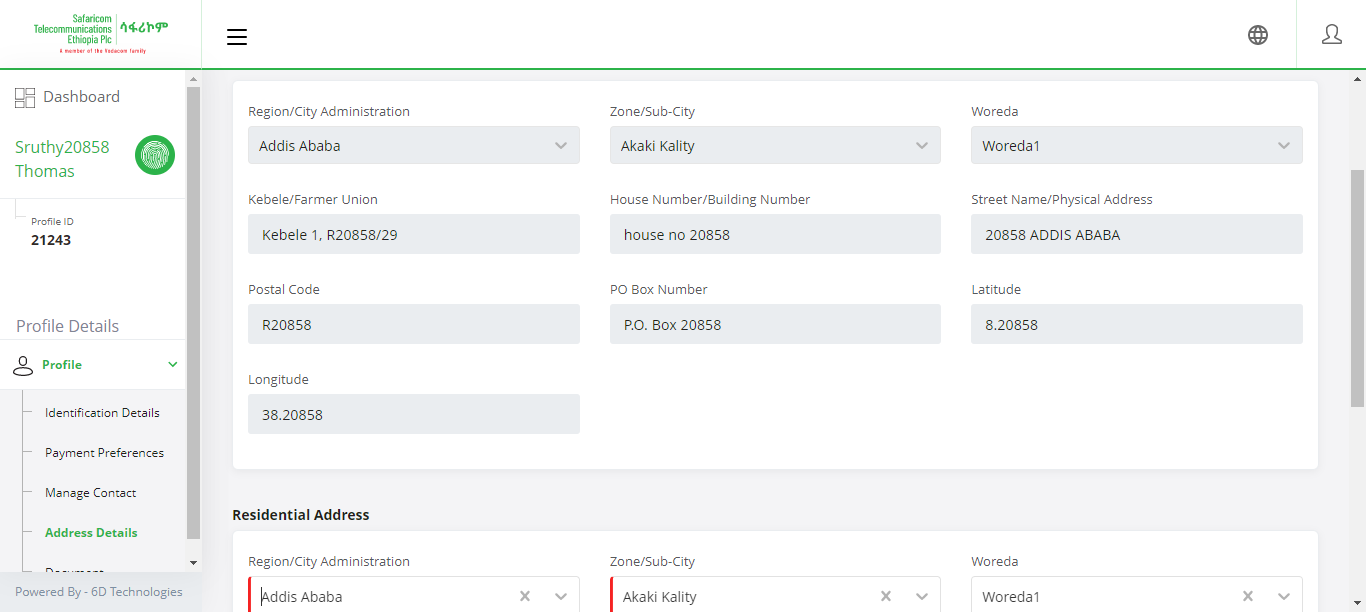 Safaricom
Telecommunications
Ethiopia Plc
ሳፋሪኮም
A member of the Vodacom family
Dashboard
Sruthy20858
Thomas
Profile ID
21243
Profile Details
Profile
Identification Details
Payment Preferences
Manage Contact
Address Details
Document
Powered By - 6D Technologies
Region/City Administration
Zone/Sub-City
Woreda
Addis Ababa
Akaki Kality
Woreda1
Kebele/Farmer Union
House Number/Building Number
Street Name/Physical Address
Kebele 1, R20858/29
house no 20858
20858 ADDIS ABABA
Postal Code
PO Box Number
Latitude
R20858
P.O. Box 20858
8.20858
Longitude
38.20858
Residential Address
Region/City Administration
Zone/Sub-City
Woreda
Addis Ababa
Akaki Kality
Woreda1